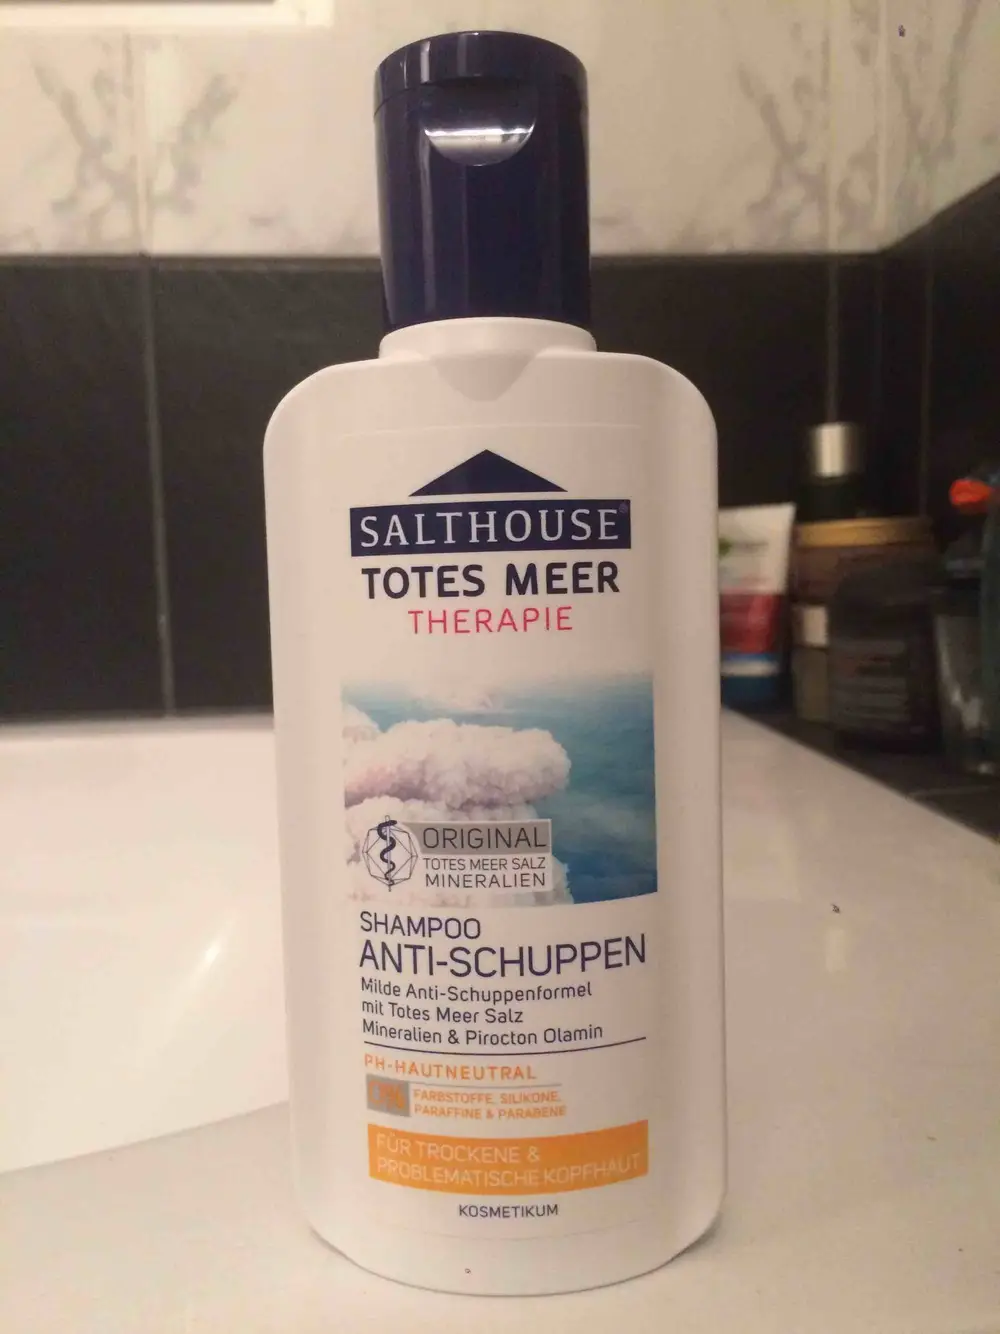 SALTHOUSE®
TOTES MEER
THERAPIE
ORIGINAL
TOTES MEER SALZ
MINERALIEN
SHAMPOO
ANTI-SCHUPPEN
Milde Anti-Schuppenformel
mit Totes Meer Salz
Mineralien & Pirocton Olamin
PH-HAUTNEUTRAL
0% FARBSTOFFE, SILIKONE,
PARAFFINE & PARABENE
FÜR TROCKENE &
PROBLEMATISCHE KOPFHAUT
KOSMETIKUM